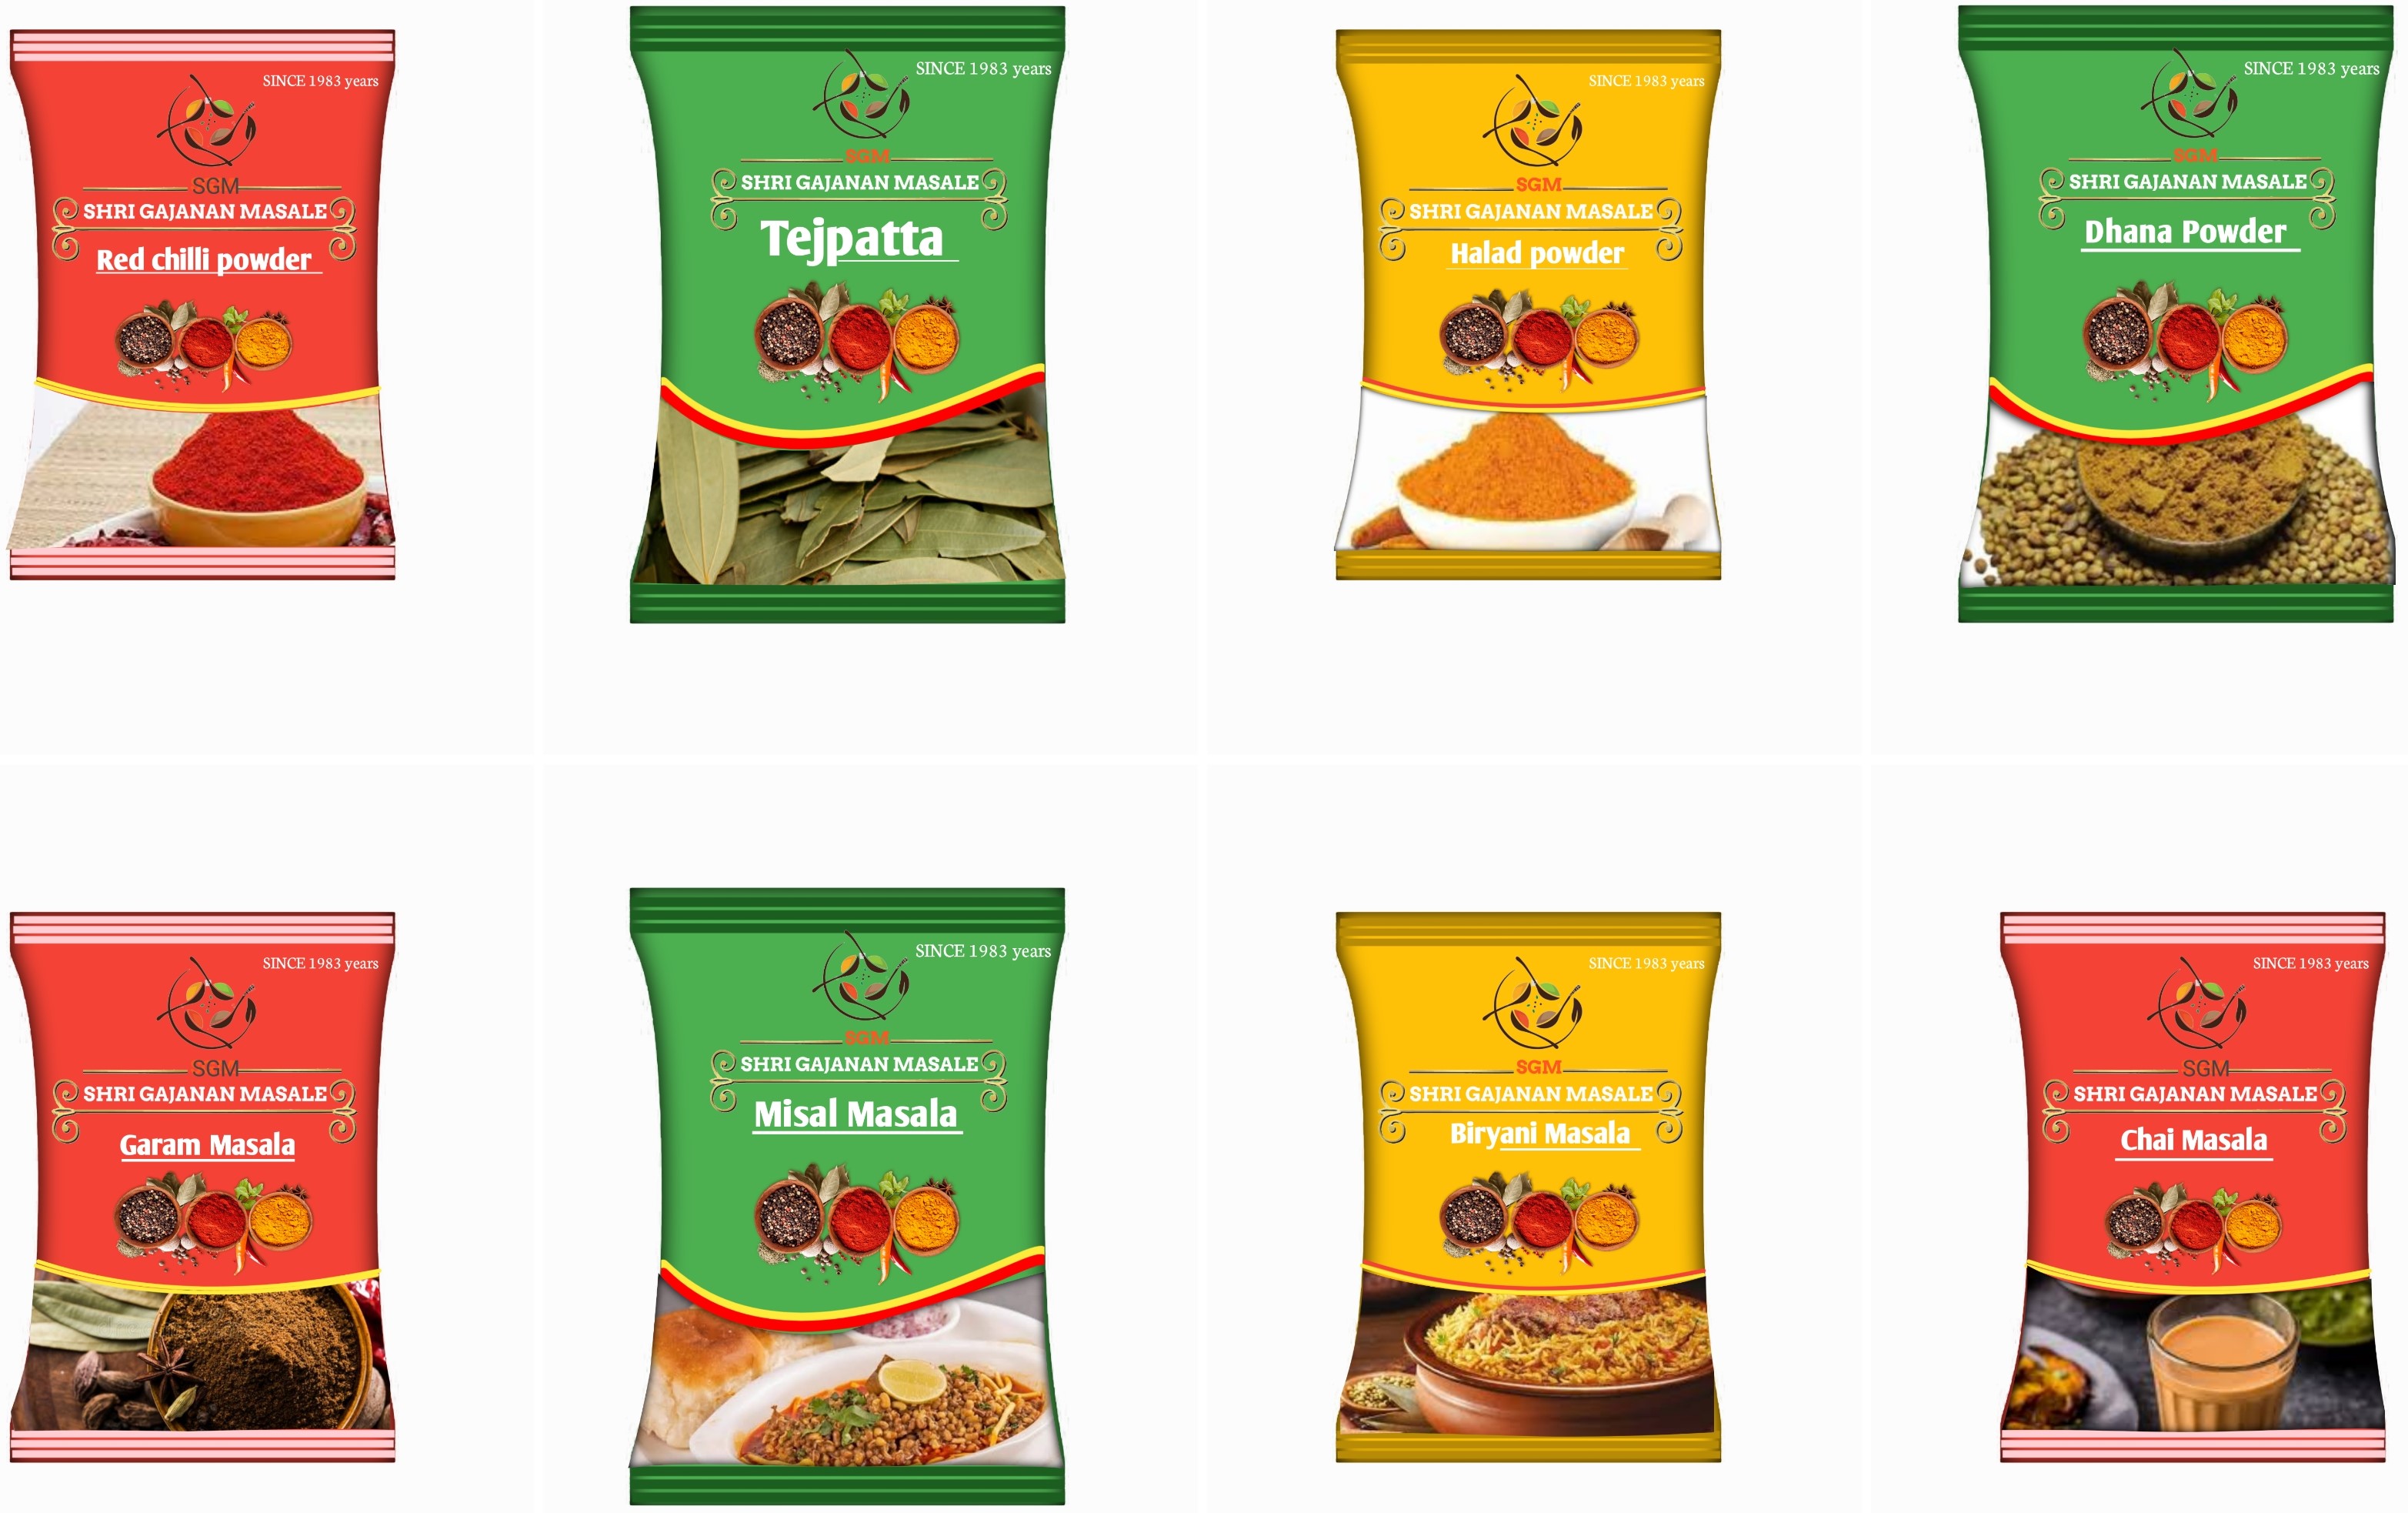 SINCE 1983 years
SGM
SHRI GAJANAN MASALE
Red chilli powder
SINCE 1983 years
SGM
SHRI GAJANAN MASALE
Tejpatta
SINCE 1983 years
SGM
SHRI GAJANAN MASALE
Halad powder
SINCE 1983 years
SGM
SHRI GAJANAN MASALE
Dhana Powder
SINCE 1983 years
SGM
SHRI GAJANAN MASALE
Garam Masala
SINCE 1983 years
SGM
SHRI GAJANAN MASALE
Misal Masala
SINCE 1983 years
SGM
SHRI GAJANAN MASALE
Biryani Masala
SINCE 1983 years
SGM
SHRI GAJANAN MASALE
Chai Masala